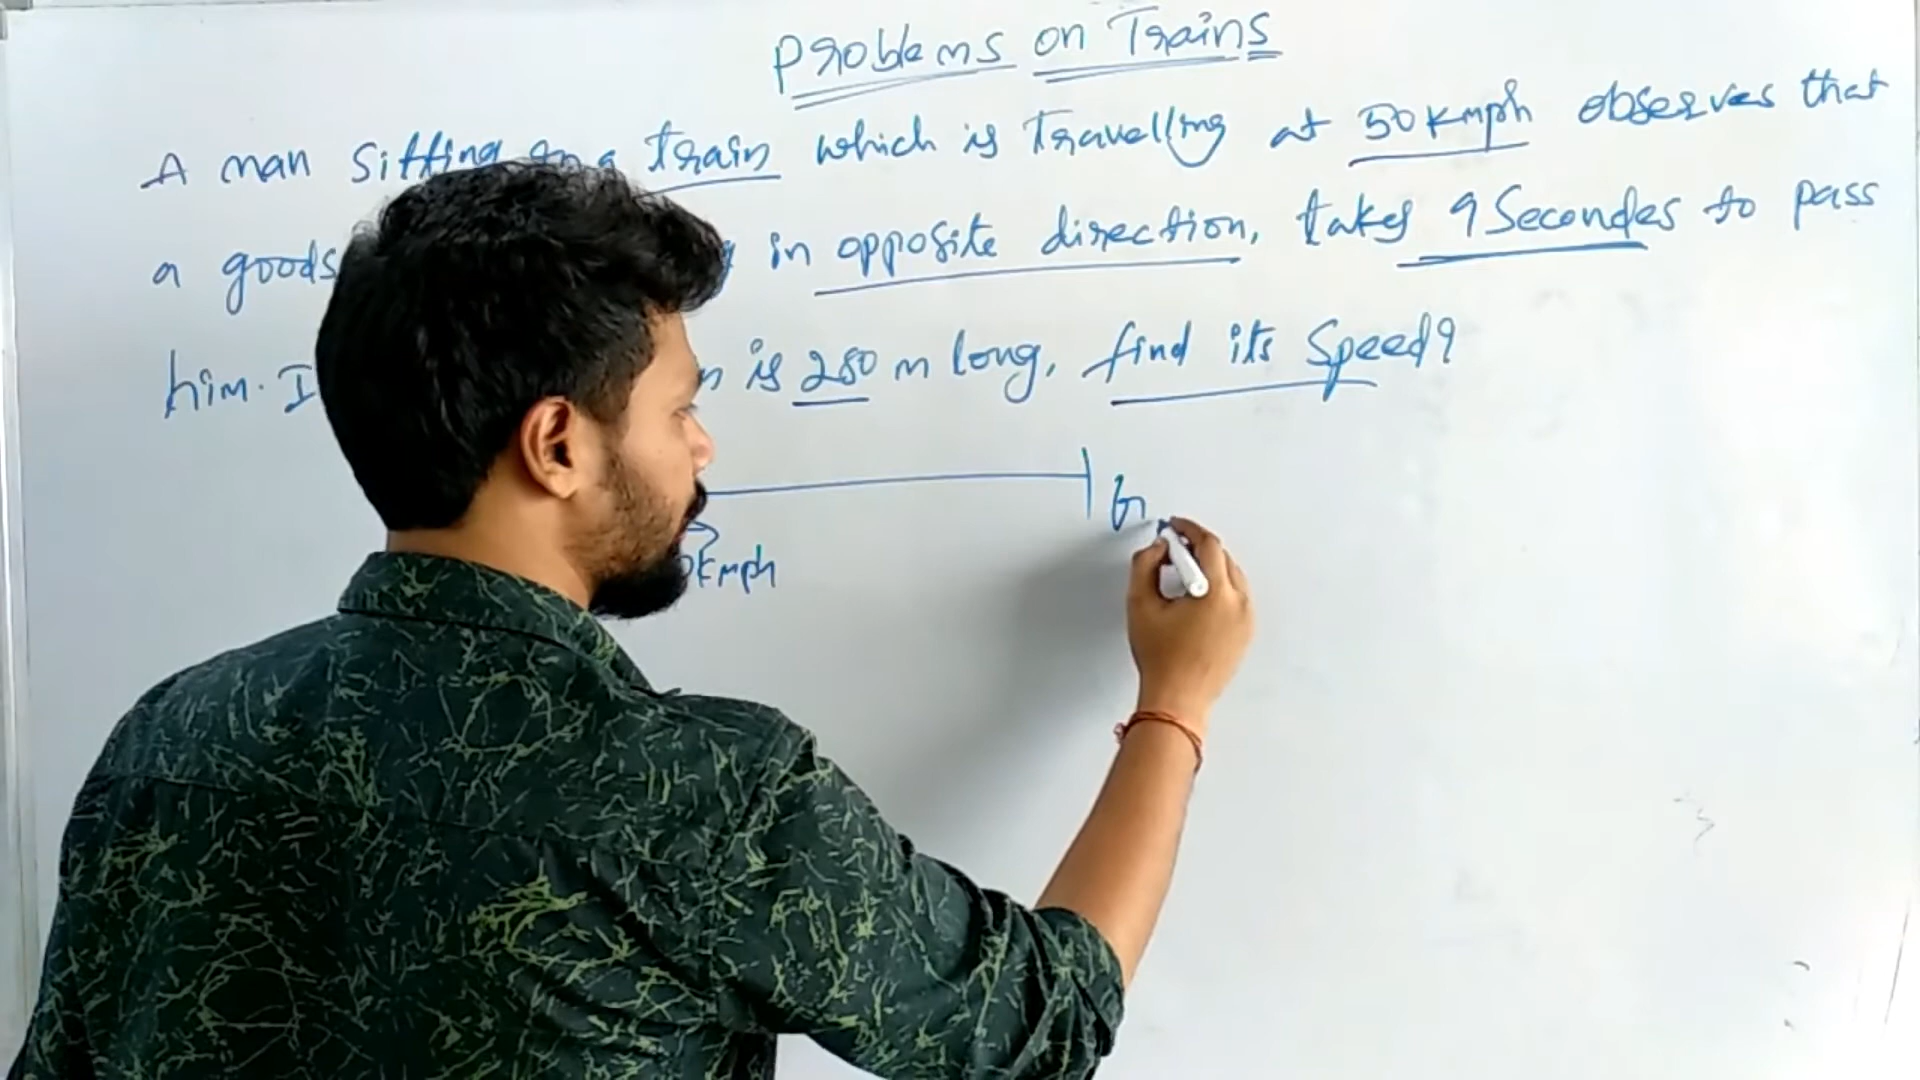 Problems on Trains
A man sitting in a train which is Travelling at 50 kmph observes that
a goods in opposite direction, takes 9 Secondes to pass
him. I is 280 m long, find its Speed?
kmph